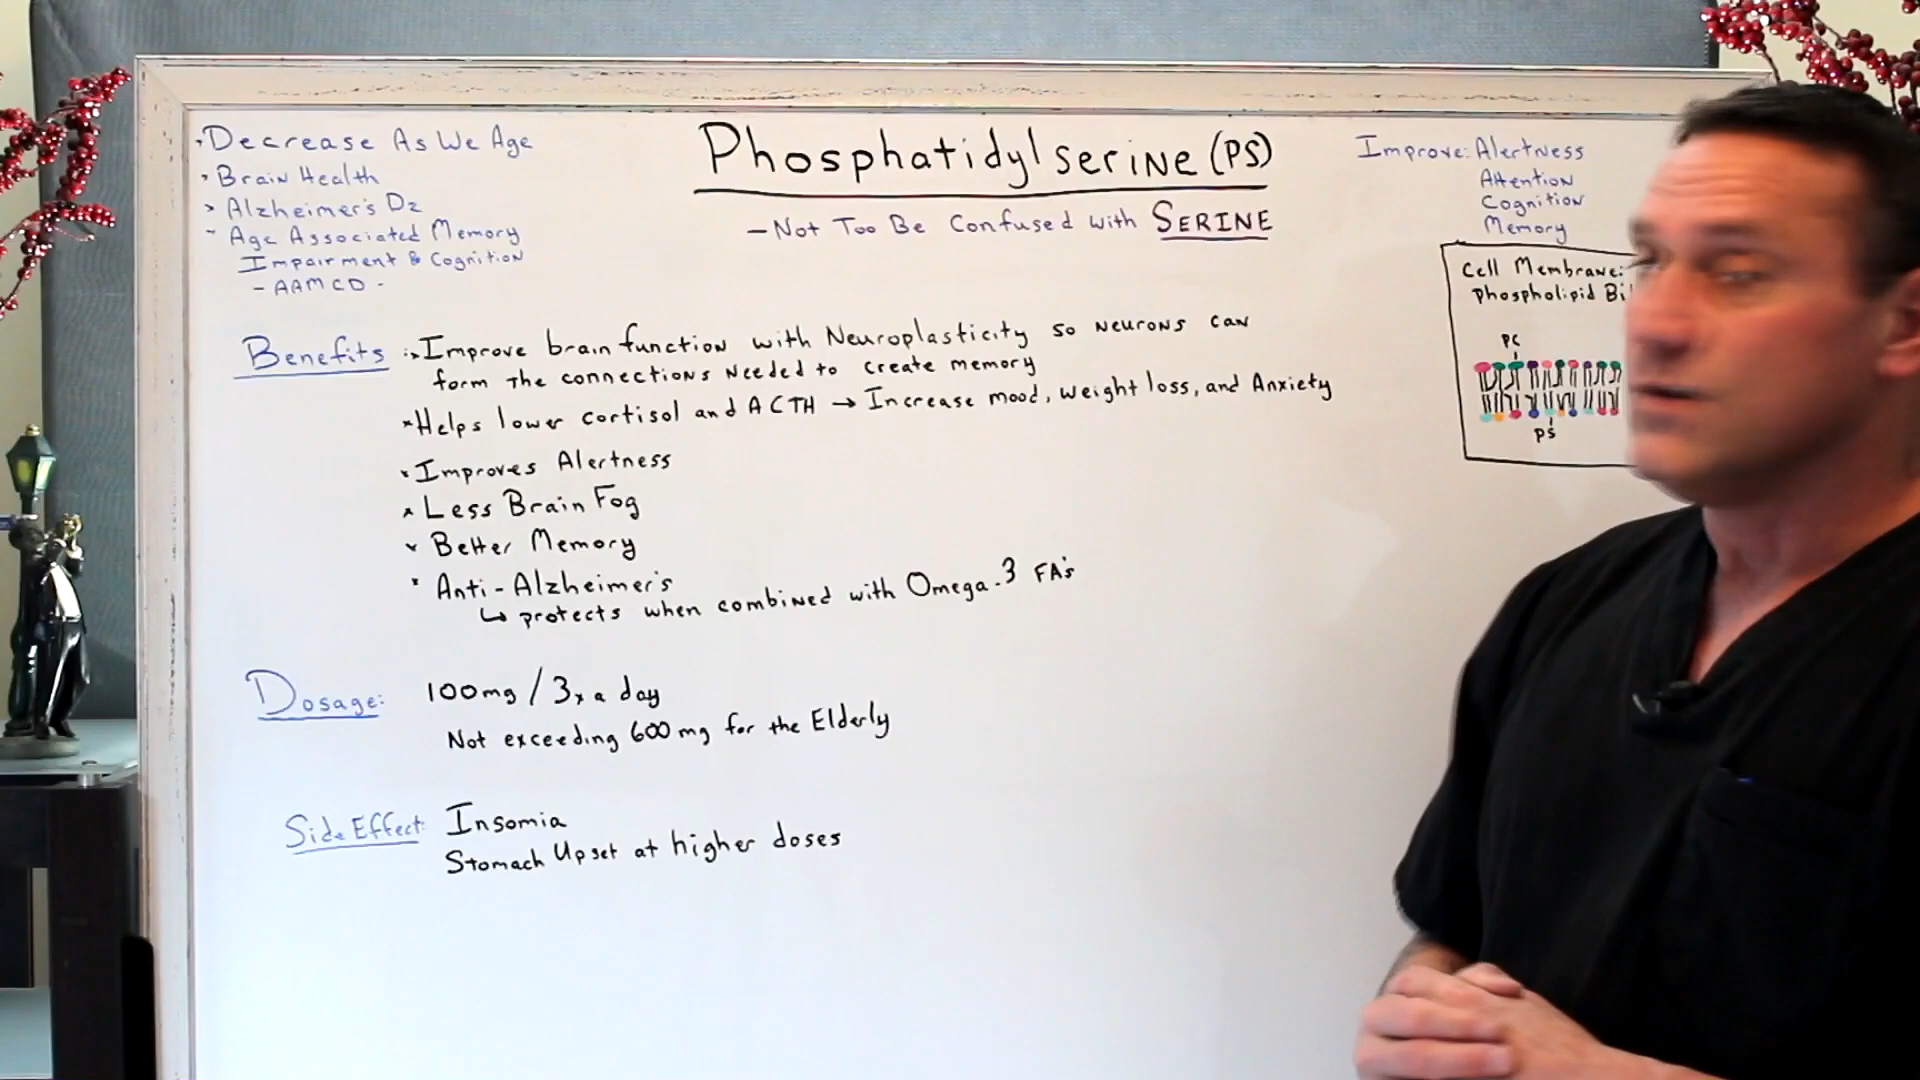 Decrease As We Age
Brain Health
Alzheimer's Dz
Age Associated Memory
Impairment & Cognition
- AAMCD -
Phosphatidylserine (PS)
- Not Too Be Confused with SERINE
Improve: Alertness
Attention
Cognition
Memory
Cell Membrane:
Phospholipid Bi
PC
PS
Benefits: Improve brain function with Neuroplasticity so neurons can
form the connections needed to create memory
Helps lower cortisol and ACTH → Increase mood, weight loss, and Anxiety
Improves Alertness
Less Brain Fog
Better Memory
Anti-Alzheimer's
↳ protects when combined with Omega-3 FA's
Dosage: 100mg / 3x a day
Not exceeding 600mg for the Elderly
Side Effect: Insomia
Stomach Upset at higher doses